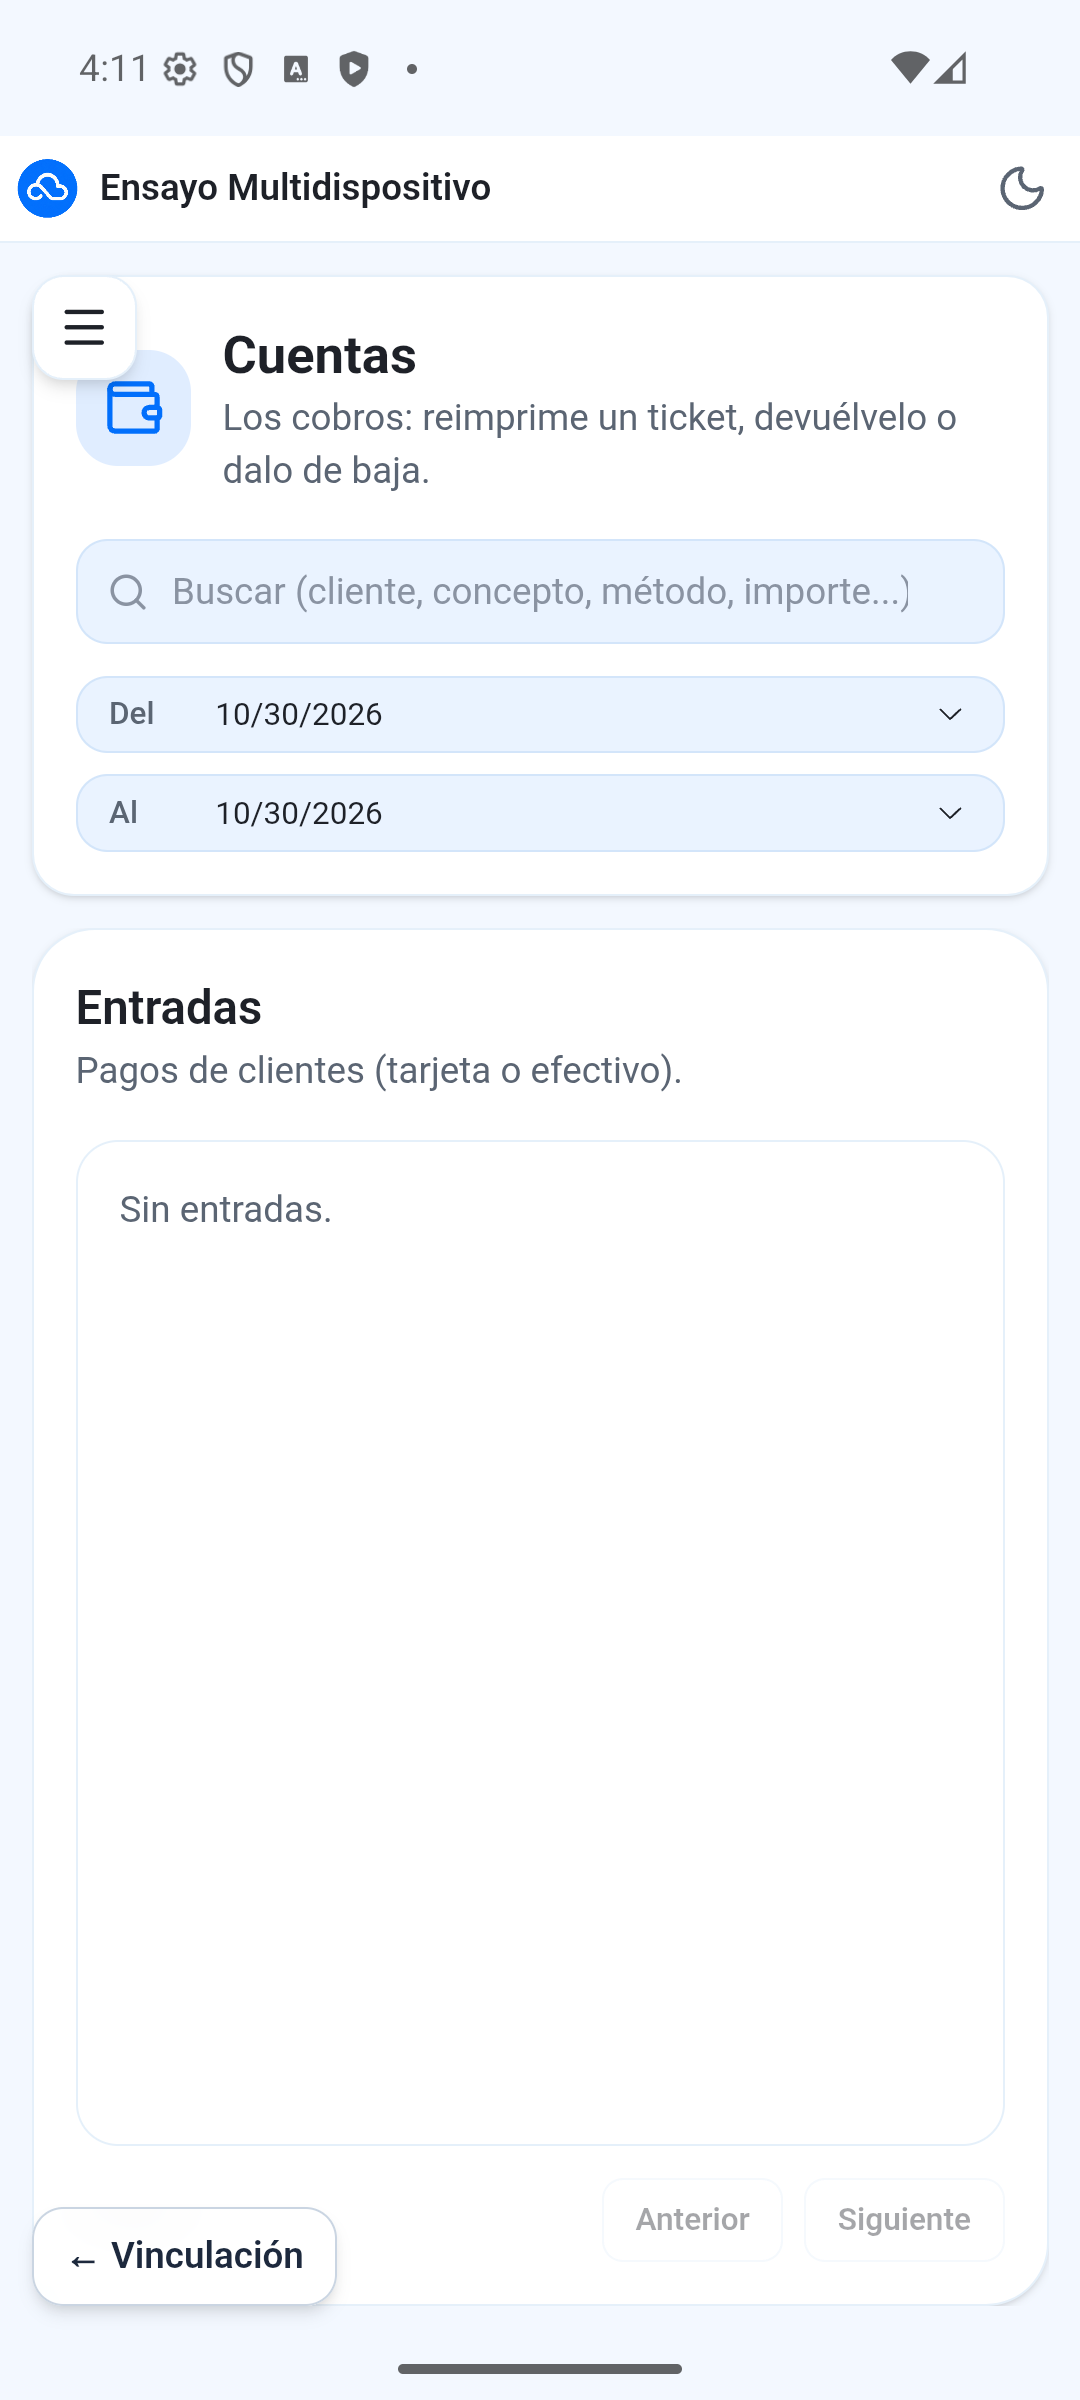 4:11
Ensayo Multidispositivo
Cuentas
Los cobros: reimprime un ticket, devuélvelo o
dalo de baja.
Buscar (cliente, concepto, método, importe...)
Del 10/30/2026
Al 10/30/2026
Entradas
Pagos de clientes (tarjeta o efectivo).
Sin entradas.
Anterior Siguiente
← Vinculación